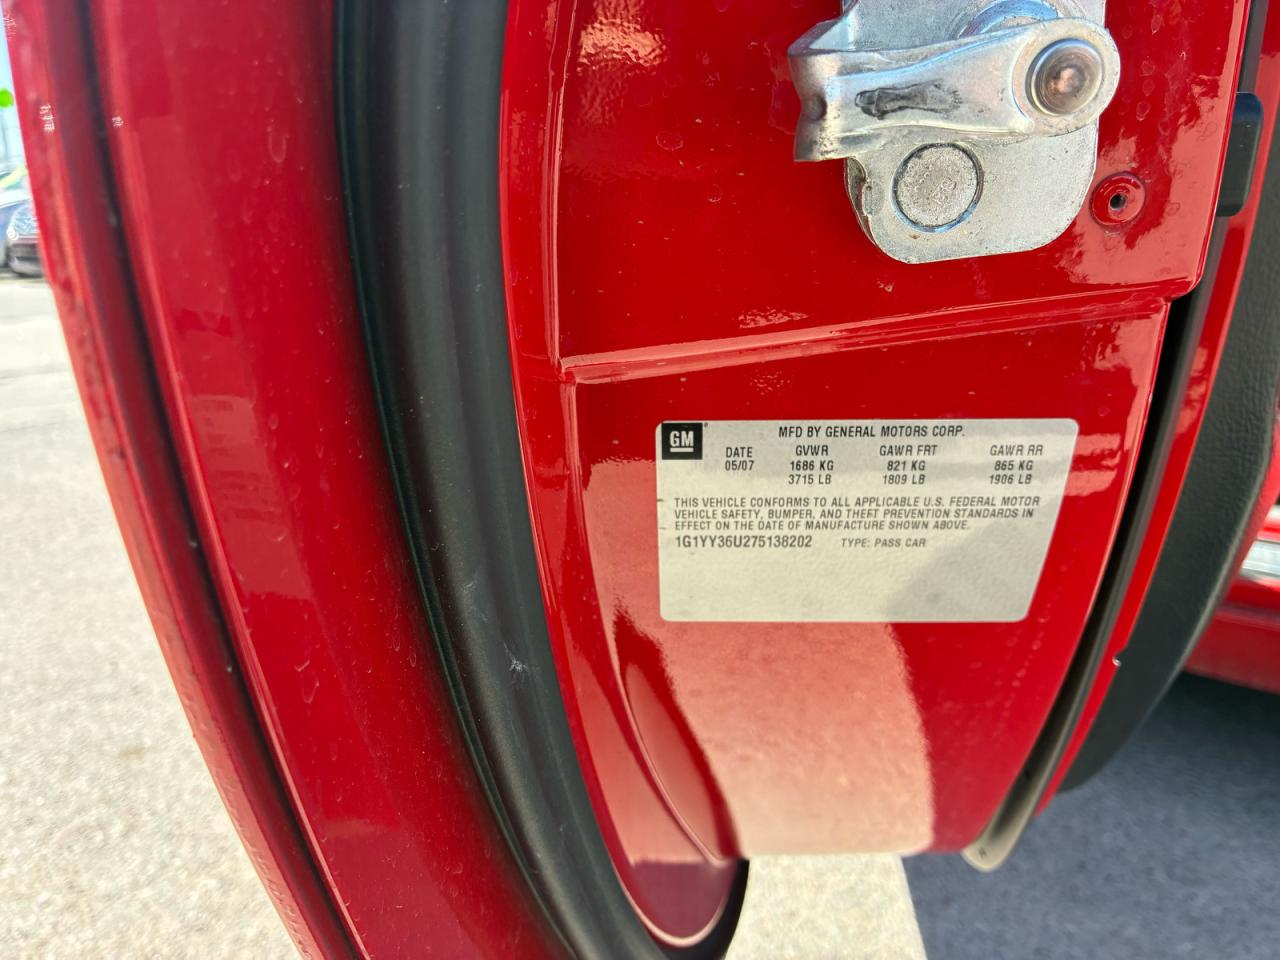 GM
MFD BY GENERAL MOTORS CORP.
DATE GVWR GAWR FRT GAWR RR
05/07 1686 KG 821 KG 865 KG
3715 LB 1809 LB 1906 LB
THIS VEHICLE CONFORMS TO ALL APPLICABLE U.S. FEDERAL MOTOR
VEHICLE SAFETY, BUMPER, AND THEFT PREVENTION STANDARDS IN
EFFECT ON THE DATE OF MANUFACTURE SHOWN ABOVE.
1G1YY36U275138202 TYPE: PASS CAR